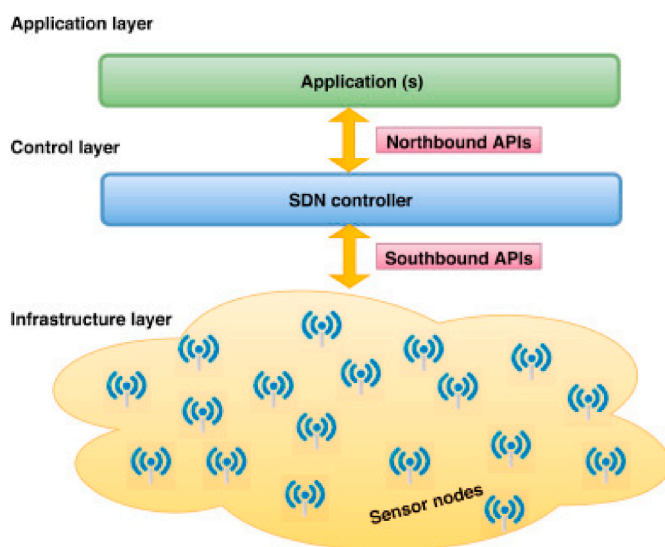 Application layer
Application (s)
Northbound APIs
Control layer
SDN controller
Southbound APIs
Infrastructure layer
Sensor nodes